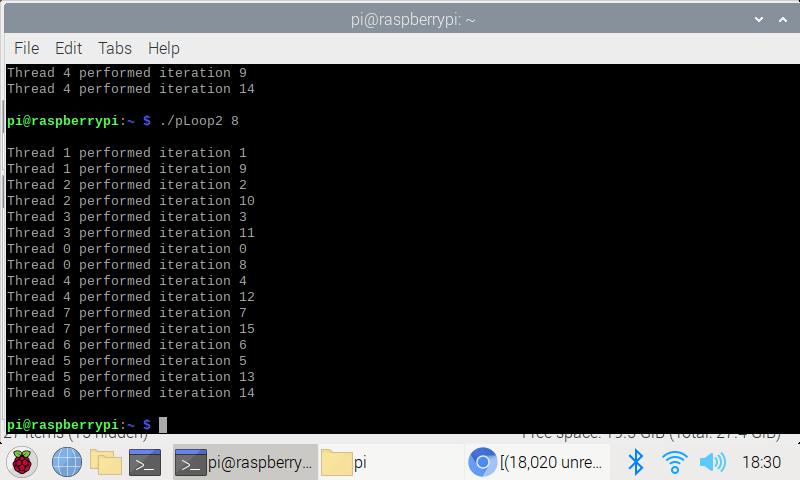 pi@raspberrypi: ~
File Edit Tabs Help
Thread 4 performed iteration 9
Thread 4 performed iteration 14
pi@raspberrypi:~ $ ./pLoop2 8
Thread 1 performed iteration 1
Thread 1 performed iteration 9
Thread 2 performed iteration 2
Thread 2 performed iteration 10
Thread 3 performed iteration 3
Thread 3 performed iteration 11
Thread 0 performed iteration 0
Thread 0 performed iteration 8
Thread 4 performed iteration 4
Thread 4 performed iteration 12
Thread 7 performed iteration 7
Thread 7 performed iteration 15
Thread 6 performed iteration 6
Thread 5 performed iteration 5
Thread 5 performed iteration 13
Thread 6 performed iteration 14
pi@raspberrypi:~ $
27 items (15 hidden) Free space: 19.5 GiB (Total: 27.4 GiB)
pi@raspberry... pi [(18,020 unre... 18:30